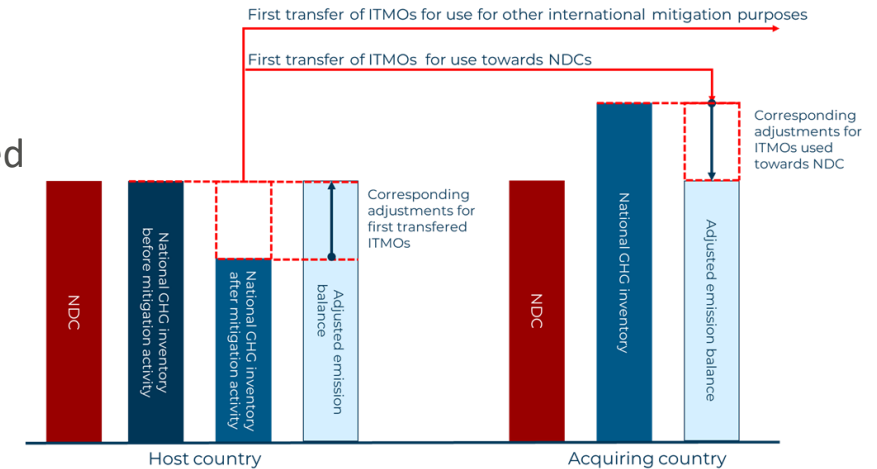 First transfer of ITMOs for use for other international mitigation purposes
First transfer of ITMOs for use towards NDCs
ed
Corresponding
adjustments for
first transfered
ITMOs
Corresponding
adjustments for
ITMOs used
towards NDC
NDC
National GHG inventory
before mitigation activity
National GHG inventory
after mitigation activity
Adjusted emission
balance
NDC
National GHG inventory
Adjusted emission balance
Host country
Acquiring country